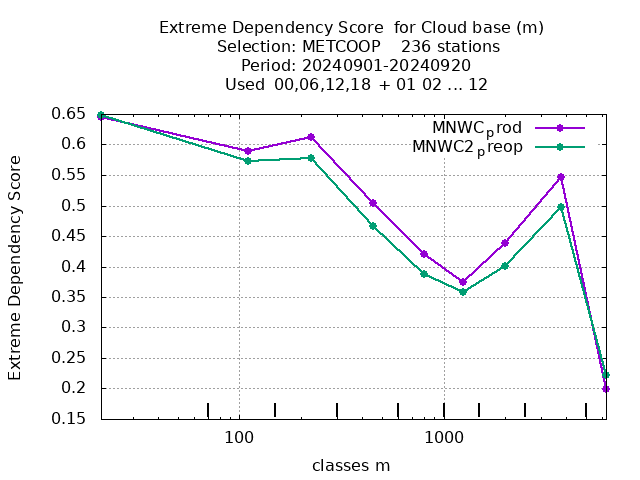 Extreme Dependency Score  for Cloud base (m)
Selection: METCOOP    236 stations
Period: 20240901-20240920
Used  00,06,12,18 + 01 02 ... 12
0.65
0.6
0.55
0.5
0.45
0.4
0.35
0.3
0.25
0.2
0.15
Extreme Dependency Score
MNWCprod
MNWC2preop
100
1000
classes m